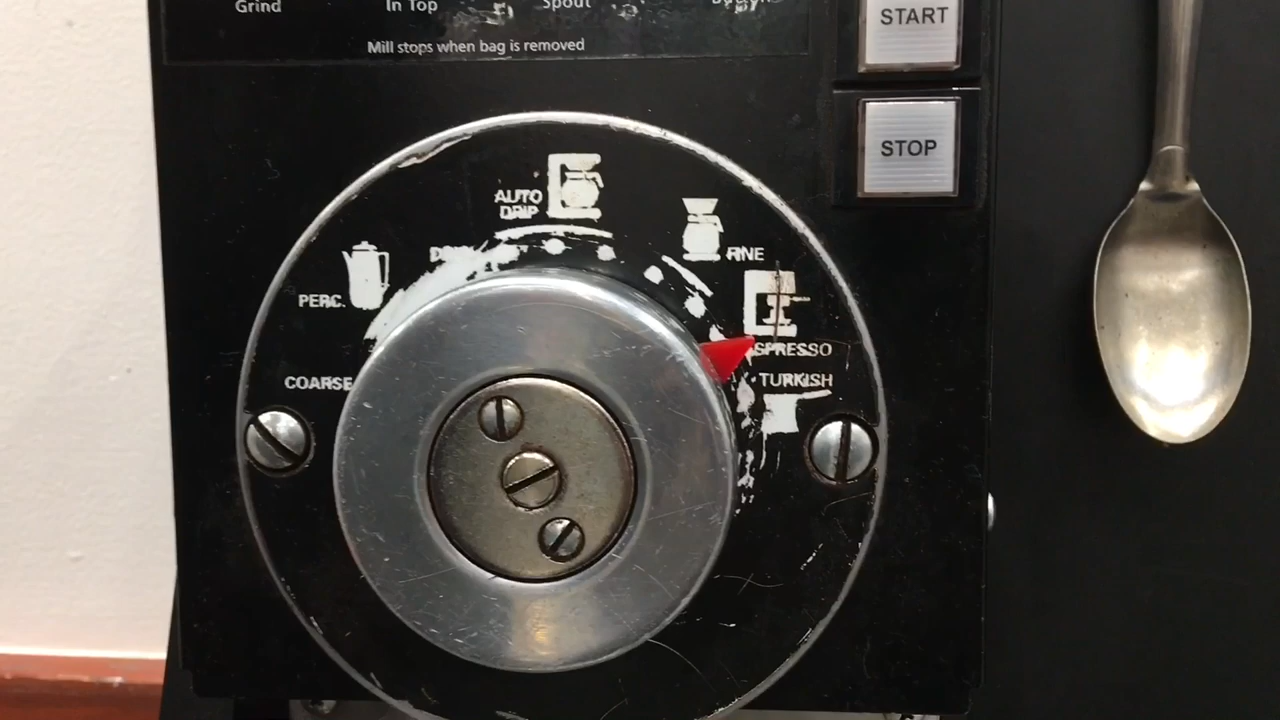 Grind
In Top
Spout
Mill stops when bag is removed
START
STOP
AUTO
DRIP
FINE
PERC.
SPRESSO
TURKISH
COARSE